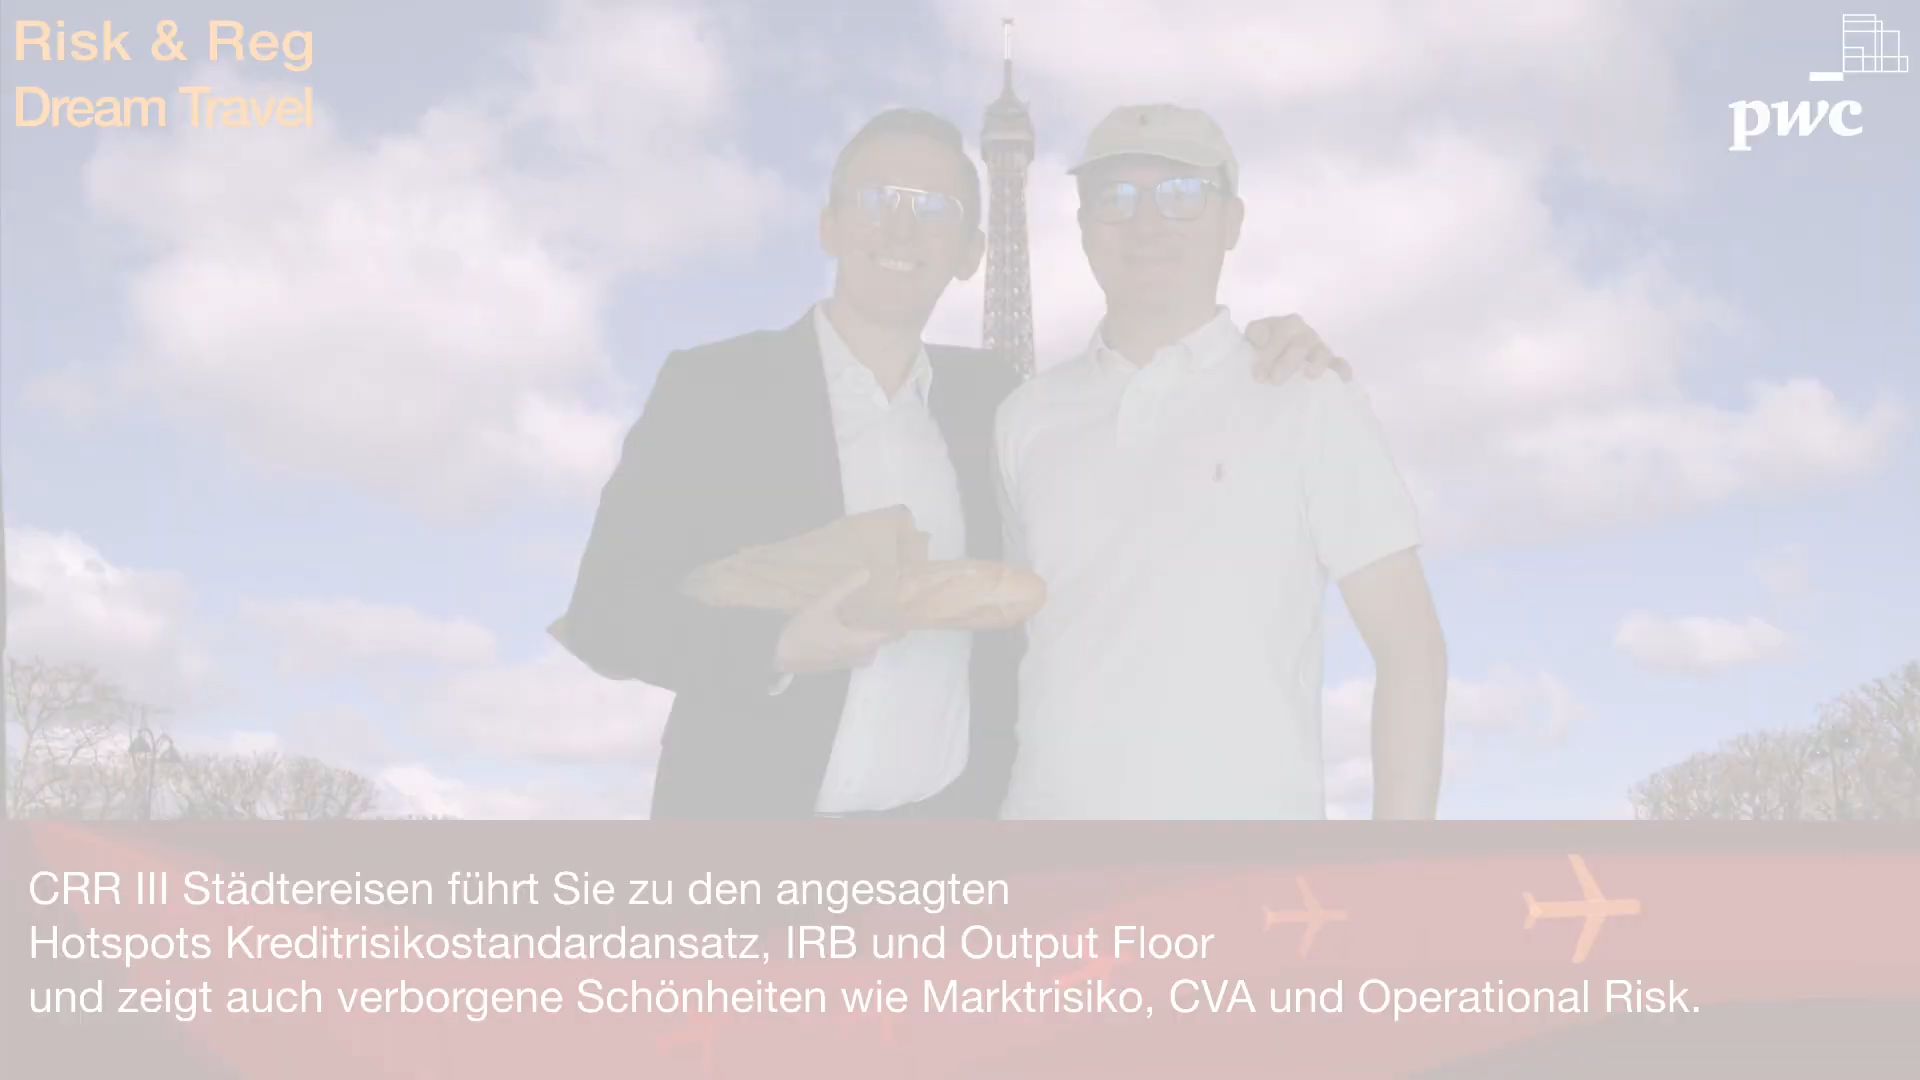 Risk & Reg
Dream Travel
pwc
CRR III Städtereisen führt Sie zu den angesagten
Hotspots Kreditrisikostandardansatz, IRB und Output Floor
und zeigt auch verborgene Schönheiten wie Marktrisiko, CVA und Operational Risk.